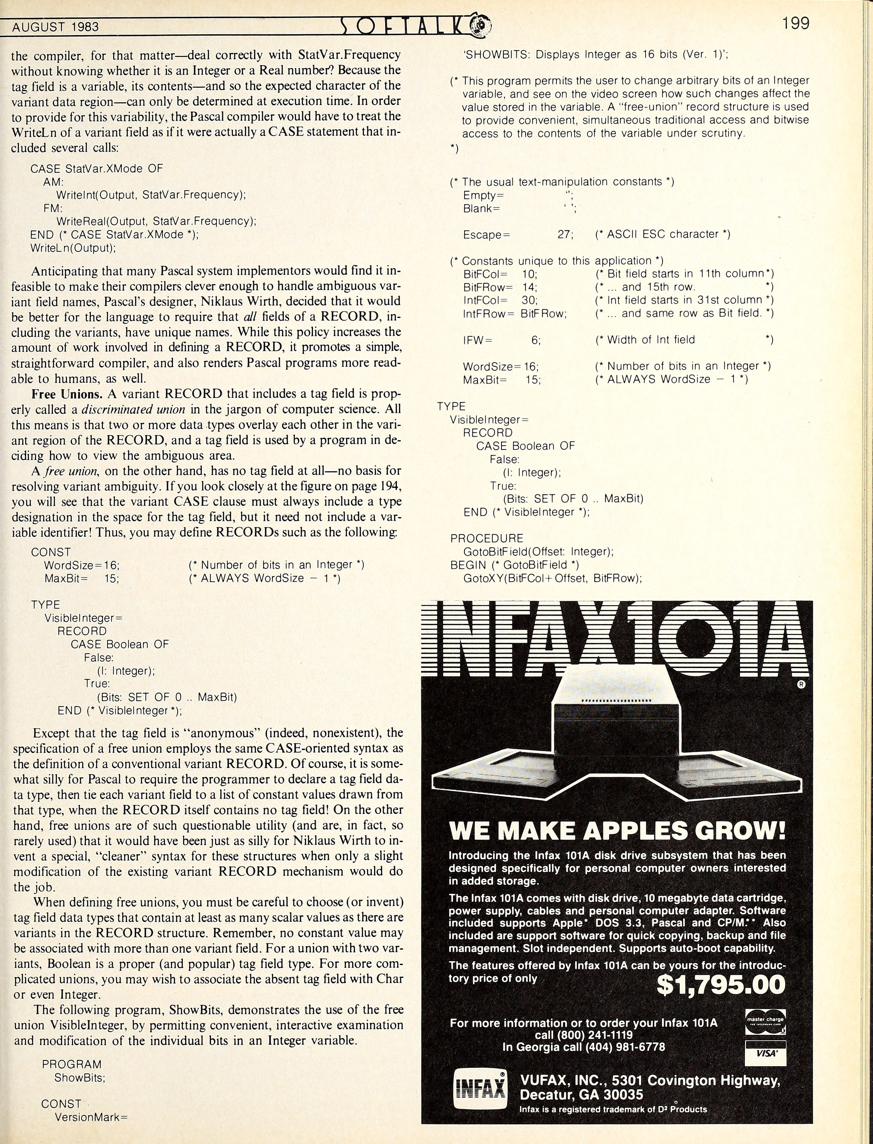 AUGUST 1983
SOFTALK
199
the compiler, for that matter—deal correctly with StatVar.Frequency
without knowing whether it is an Integer or a Real number? Because the
tag field is a variable, its contents—and so the expected character of the
variant data region—can only be determined at execution time. In order
to provide for this variability, the Pascal compiler would have to treat the
WriteLn of a variant field as if it were actually a CASE statement that in-
cluded several calls:
CASE StatVar.XMode OF
AM:
WriteInt(Output, StatVar.Frequency);
FM:
WriteReal(Output, StatVar.Frequency);
END (* CASE StatVar.XMode *);
WriteLn(Output);
Anticipating that many Pascal system implementors would find it in-
feasible to make their compilers clever enough to handle ambiguous var-
iant field names, Pascal's designer, Niklaus Wirth, decided that it would
be better for the language to require that all fields of a RECORD, in-
cluding the variants, have unique names. While this policy increases the
amount of work involved in defining a RECORD, it promotes a simple,
straightforward compiler, and also renders Pascal programs more read-
able to humans, as well.
Free Unions. A variant RECORD that includes a tag field is prop-
erly called a discriminated union in the jargon of computer science. All
this means is that two or more data types overlay each other in the vari-
ant region of the RECORD, and a tag field is used by a program in de-
ciding how to view the ambiguous area.
A free union, on the other hand, has no tag field at all—no basis for
resolving variant ambiguity. If you look closely at the figure on page 194,
you will see that the variant CASE clause must always include a type
designation in the space for the tag field, but it need not include a var-
iable identifier! Thus, you may define RECORDs such as the following:
CONST
WordSize=16; (* Number of bits in an Integer *)
MaxBit= 15; (* ALWAYS WordSize - 1 *)
TYPE
VisibleInteger=
RECORD
CASE Boolean OF
False:
(I: Integer);
True:
(Bits: SET OF 0 .. MaxBit)
END (* VisibleInteger *);
Except that the tag field is "anonymous" (indeed, nonexistent), the
specification of a free union employs the same CASE-oriented syntax as
the definition of a conventional variant RECORD. Of course, it is some-
what silly for Pascal to require the programmer to declare a tag field da-
ta type, then tie each variant field to a list of constant values drawn from
that type, when the RECORD itself contains no tag field! On the other
hand, free unions are of such questionable utility (and are, in fact, so
rarely used) that it would have been just as silly for Niklaus Wirth to in-
vent a special, "cleaner" syntax for these structures when only a slight
modification of the existing variant RECORD mechanism would do
the job.
When defining free unions, you must be careful to choose (or invent)
tag field data types that contain at least as many scalar values as there are
variants in the RECORD structure. Remember, no constant value may
be associated with more than one variant field. For a union with two var-
iants, Boolean is a proper (and popular) tag field type. For more com-
plicated unions, you may wish to associate the absent tag field with Char
or even Integer.
The following program, ShowBits, demonstrates the use of the free
union VisibleInteger, by permitting convenient, interactive examination
and modification of the individual bits in an Integer variable.
PROGRAM
ShowBits;
CONST
VersionMark=
'SHOWBITS: Displays Integer as 16 bits (Ver. 1)';
(* This program permits the user to change arbitrary bits of an Integer
variable, and see on the video screen how such changes affect the
value stored in the variable. A "free-union" record structure is used
to provide convenient, simultaneous traditional access and bitwise
access to the contents of the variable under scrutiny.
*)
(* The usual text-manipulation constants *)
Empty= '';
Blank= ' ';
Escape= 27; (* ASCII ESC character *)
(* Constants unique to this application *)
BitFCol= 10; (* Bit field starts in 11th column*)
BitFRow= 14; (* ... and 15th row. *)
IntFCol= 30; (* Int field starts in 31st column *)
IntFRow= BitFRow; (* ... and same row as Bit field. *)
IFW= 6; (* Width of Int field *)
WordSize=16; (* Number of bits in an Integer *)
MaxBit= 15; (* ALWAYS WordSize - 1 *)
TYPE
VisibleInteger=
RECORD
CASE Boolean OF
False:
(I: Integer);
True:
(Bits: SET OF 0 .. MaxBit)
END (* VisibleInteger *);
PROCEDURE
GotoBitField(Offset: Integer);
BEGIN (* GotoBitField *)
GotoXY(BitFCol+Offset, BitFRow);
INFAX101A
®
WE MAKE APPLES GROW!
Introducing the Infax 101A disk drive subsystem that has been
designed specifically for personal computer owners interested
in added storage.
The Infax 101A comes with disk drive, 10 megabyte data cartridge,
power supply, cables and personal computer adapter. Software
included supports Apple* DOS 3.3, Pascal and CP/M.** Also
included are support software for quick copying, backup and file
management. Slot independent. Supports auto-boot capability.
The features offered by Infax 101A can be yours for the introduc-
tory price of only $1,795.00
For more information or to order your Infax 101A
call (800) 241-1119
In Georgia call (404) 981-6778
master charge
VISA
INFAX®
VUFAX, INC., 5301 Covington Highway,
Decatur, GA 30035
Infax is a registered trademark of D³ Products